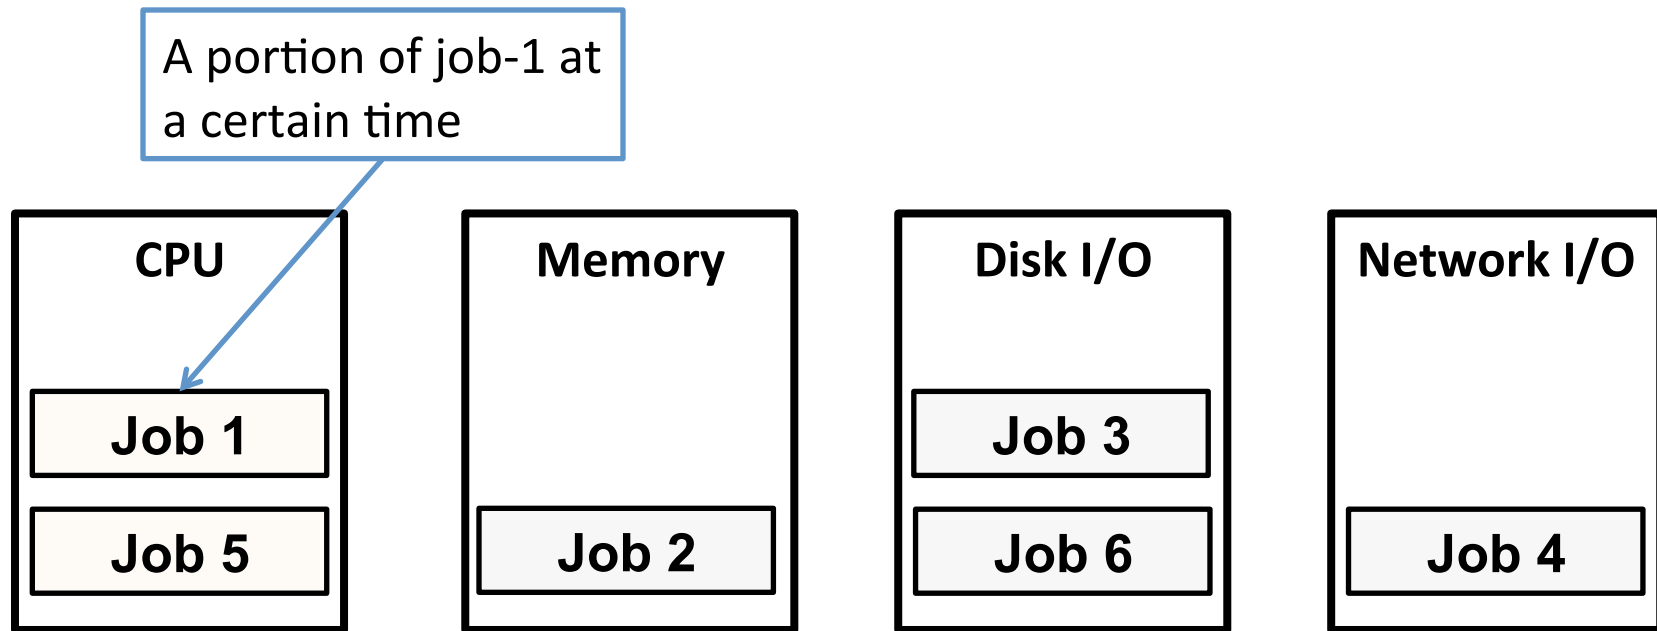 A portion of job-1 at
a certain time
CPU
Memory
Disk I/O
Network I/O
Job 1
Job 3
Job 5
Job 2
Job 6
Job 4